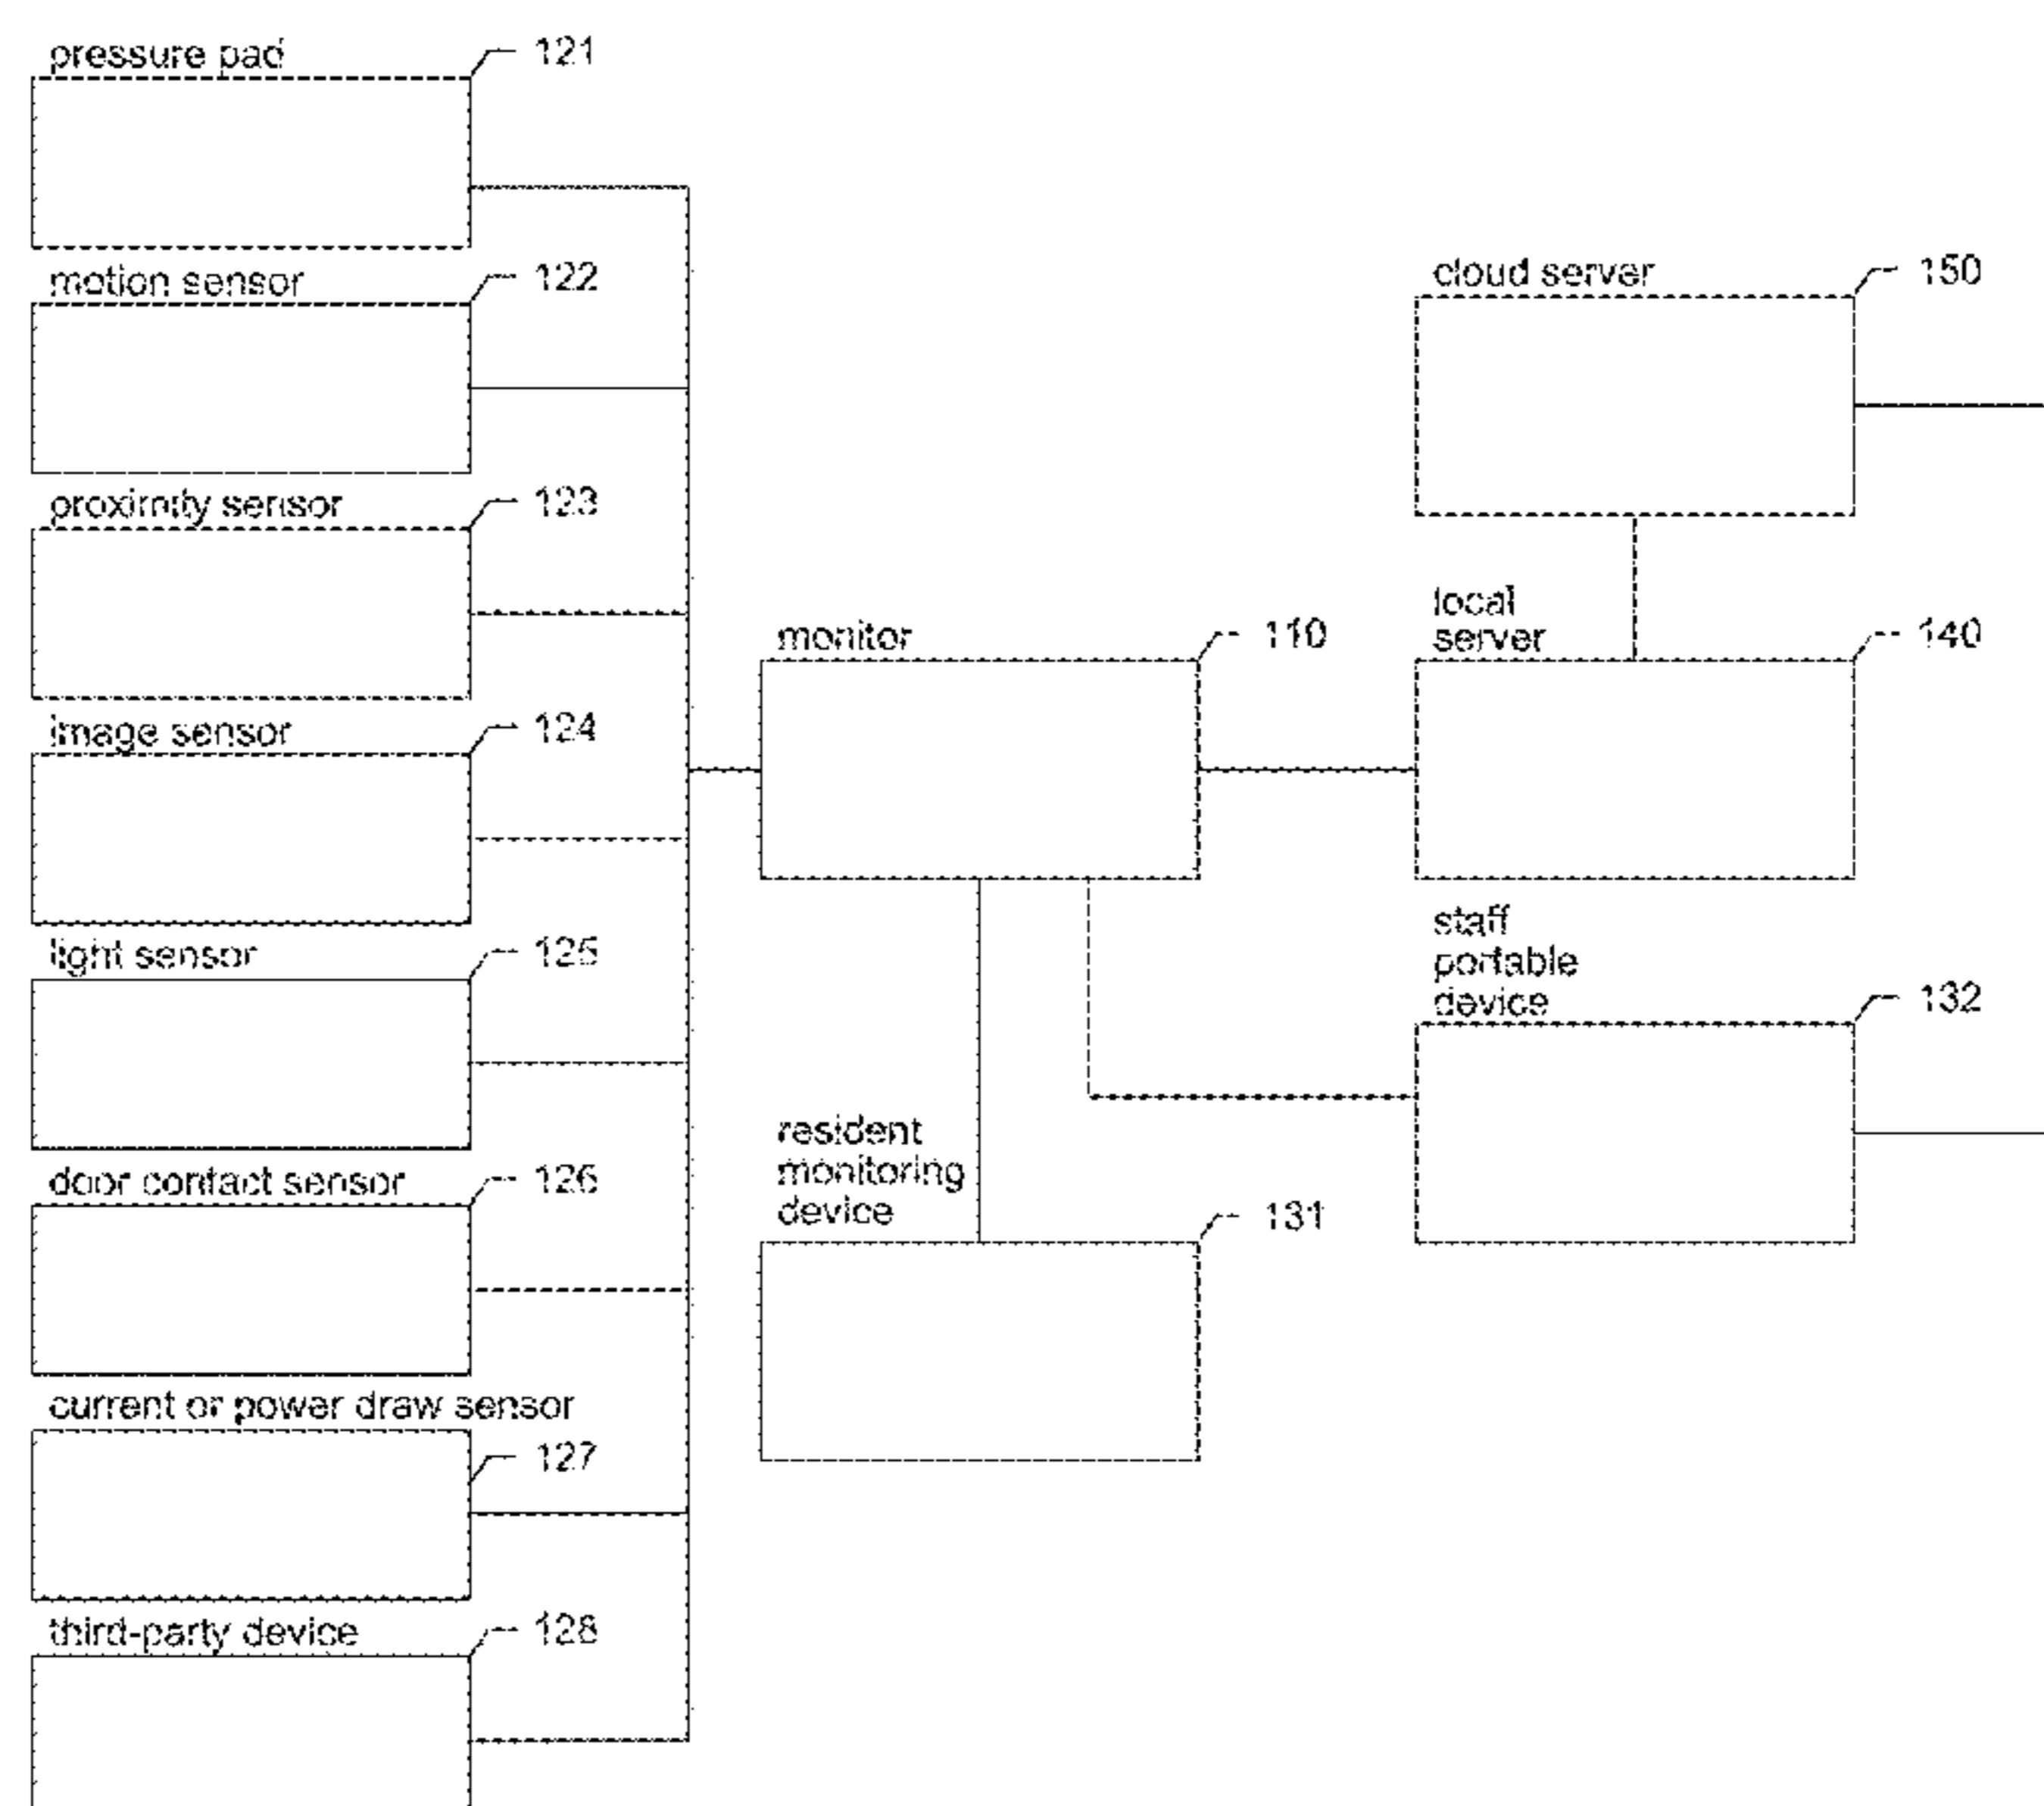 pressure pad
121
motion sensor
122
proximity sensor
123
image sensor
124
light sensor
125
door contact sensor
126
current or power draw sensor
127
third-party device
128
monitor
110
resident
monitoring
device
131
cloud server
150
local
server
140
staff
portable
device
132